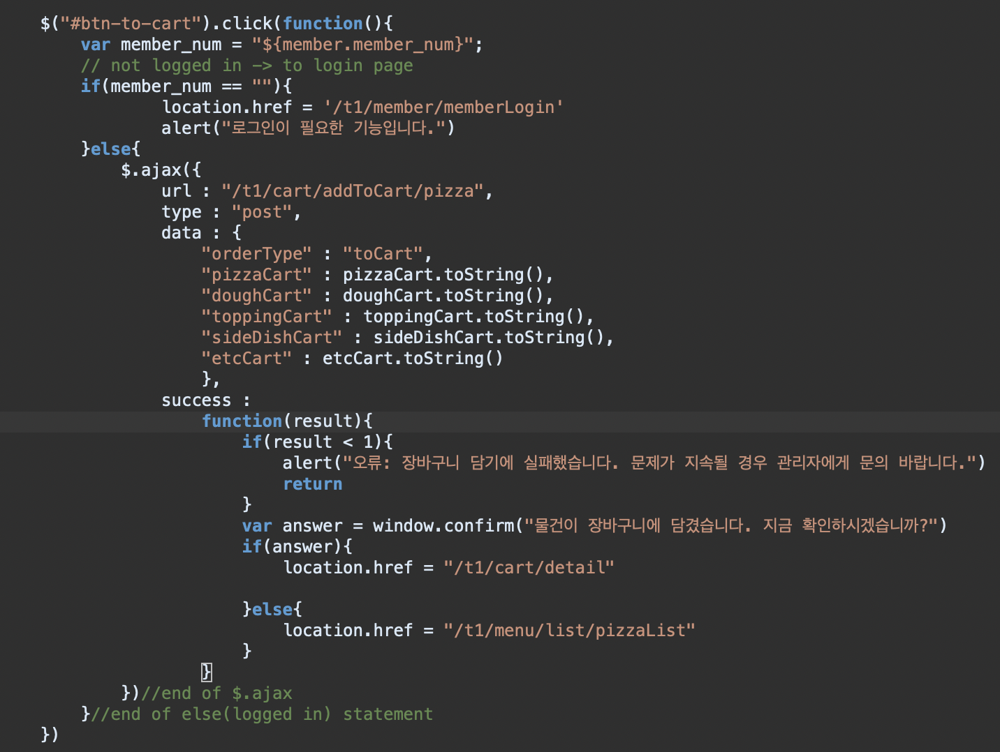 $("#btn-to-cart").click(function(){
var member_num = "${member.member_num}";
// not logged in -> to login page
if(member_num == ""){
location.href = '/t1/member/memberLogin'
alert("로그인이 필요한 기능입니다.")
}else{
$.ajax({
url : "/t1/cart/addToCart/pizza",
type : "post",
data : {
"orderType" : "toCart",
"pizzaCart" : pizzaCart.toString(),
"doughCart" : doughCart.toString(),
"toppingCart" : toppingCart.toString(),
"sideDishCart" : sideDishCart.toString(),
"etcCart" : etcCart.toString()
},
success :
function(result){
if(result < 1){
alert("오류: 장바구니 담기에 실패했습니다. 문제가 지속될 경우 관리자에게 문의 바랍니다.")
return
}
var answer = window.confirm("물건이 장바구니에 담겼습니다. 지금 확인하시겠습니까?")
if(answer){
location.href = "/t1/cart/detail"
}else{
location.href = "/t1/menu/list/pizzaList"
}
}
})//end of $.ajax
}//end of else(logged in) statement
})